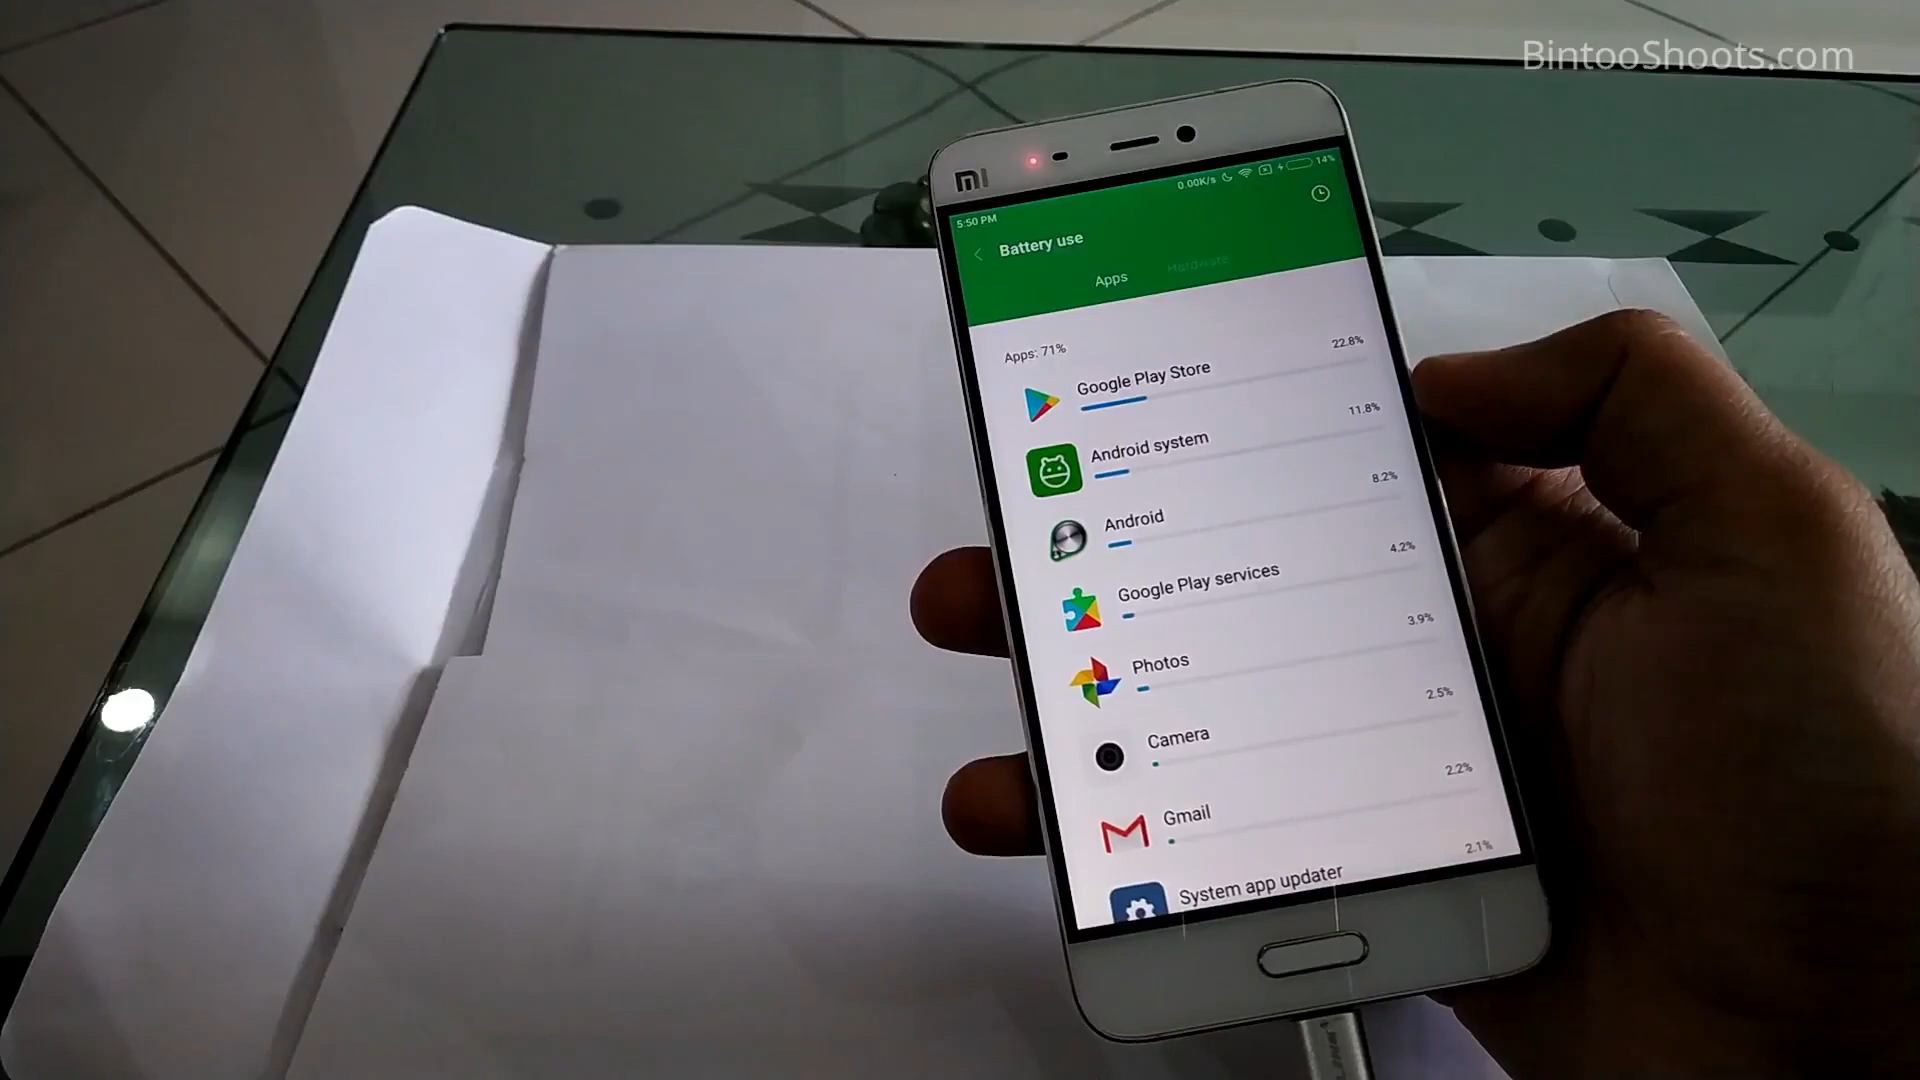 BintooShoots.com
mi
0.00K/s 14%
5:50 PM
Battery use
Apps Hardware
Apps: 71%
Google Play Store 22.8%
Android system 11.8%
Android 8.2%
Google Play services 4.2%
Photos 3.9%
Camera 2.5%
Gmail 2.2%
System app updater 2.1%